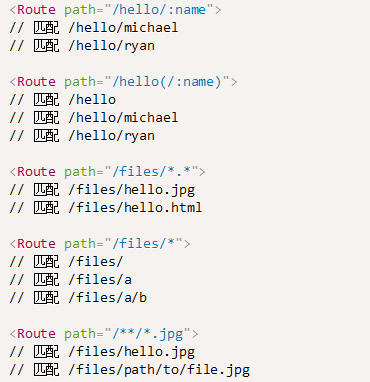 <Route path="/hello/:name">
// 匹配 /hello/michael
// 匹配 /hello/ryan
<Route path="/hello(/:name)">
// 匹配 /hello
// 匹配 /hello/michael
// 匹配 /hello/ryan
<Route path="/files/*.*">
// 匹配 /files/hello.jpg
// 匹配 /files/hello.html
<Route path="/files/*">
// 匹配 /files/
// 匹配 /files/a
// 匹配 /files/a/b
<Route path="/**/*.jpg">
// 匹配 /files/hello.jpg
// 匹配 /files/path/to/file.jpg